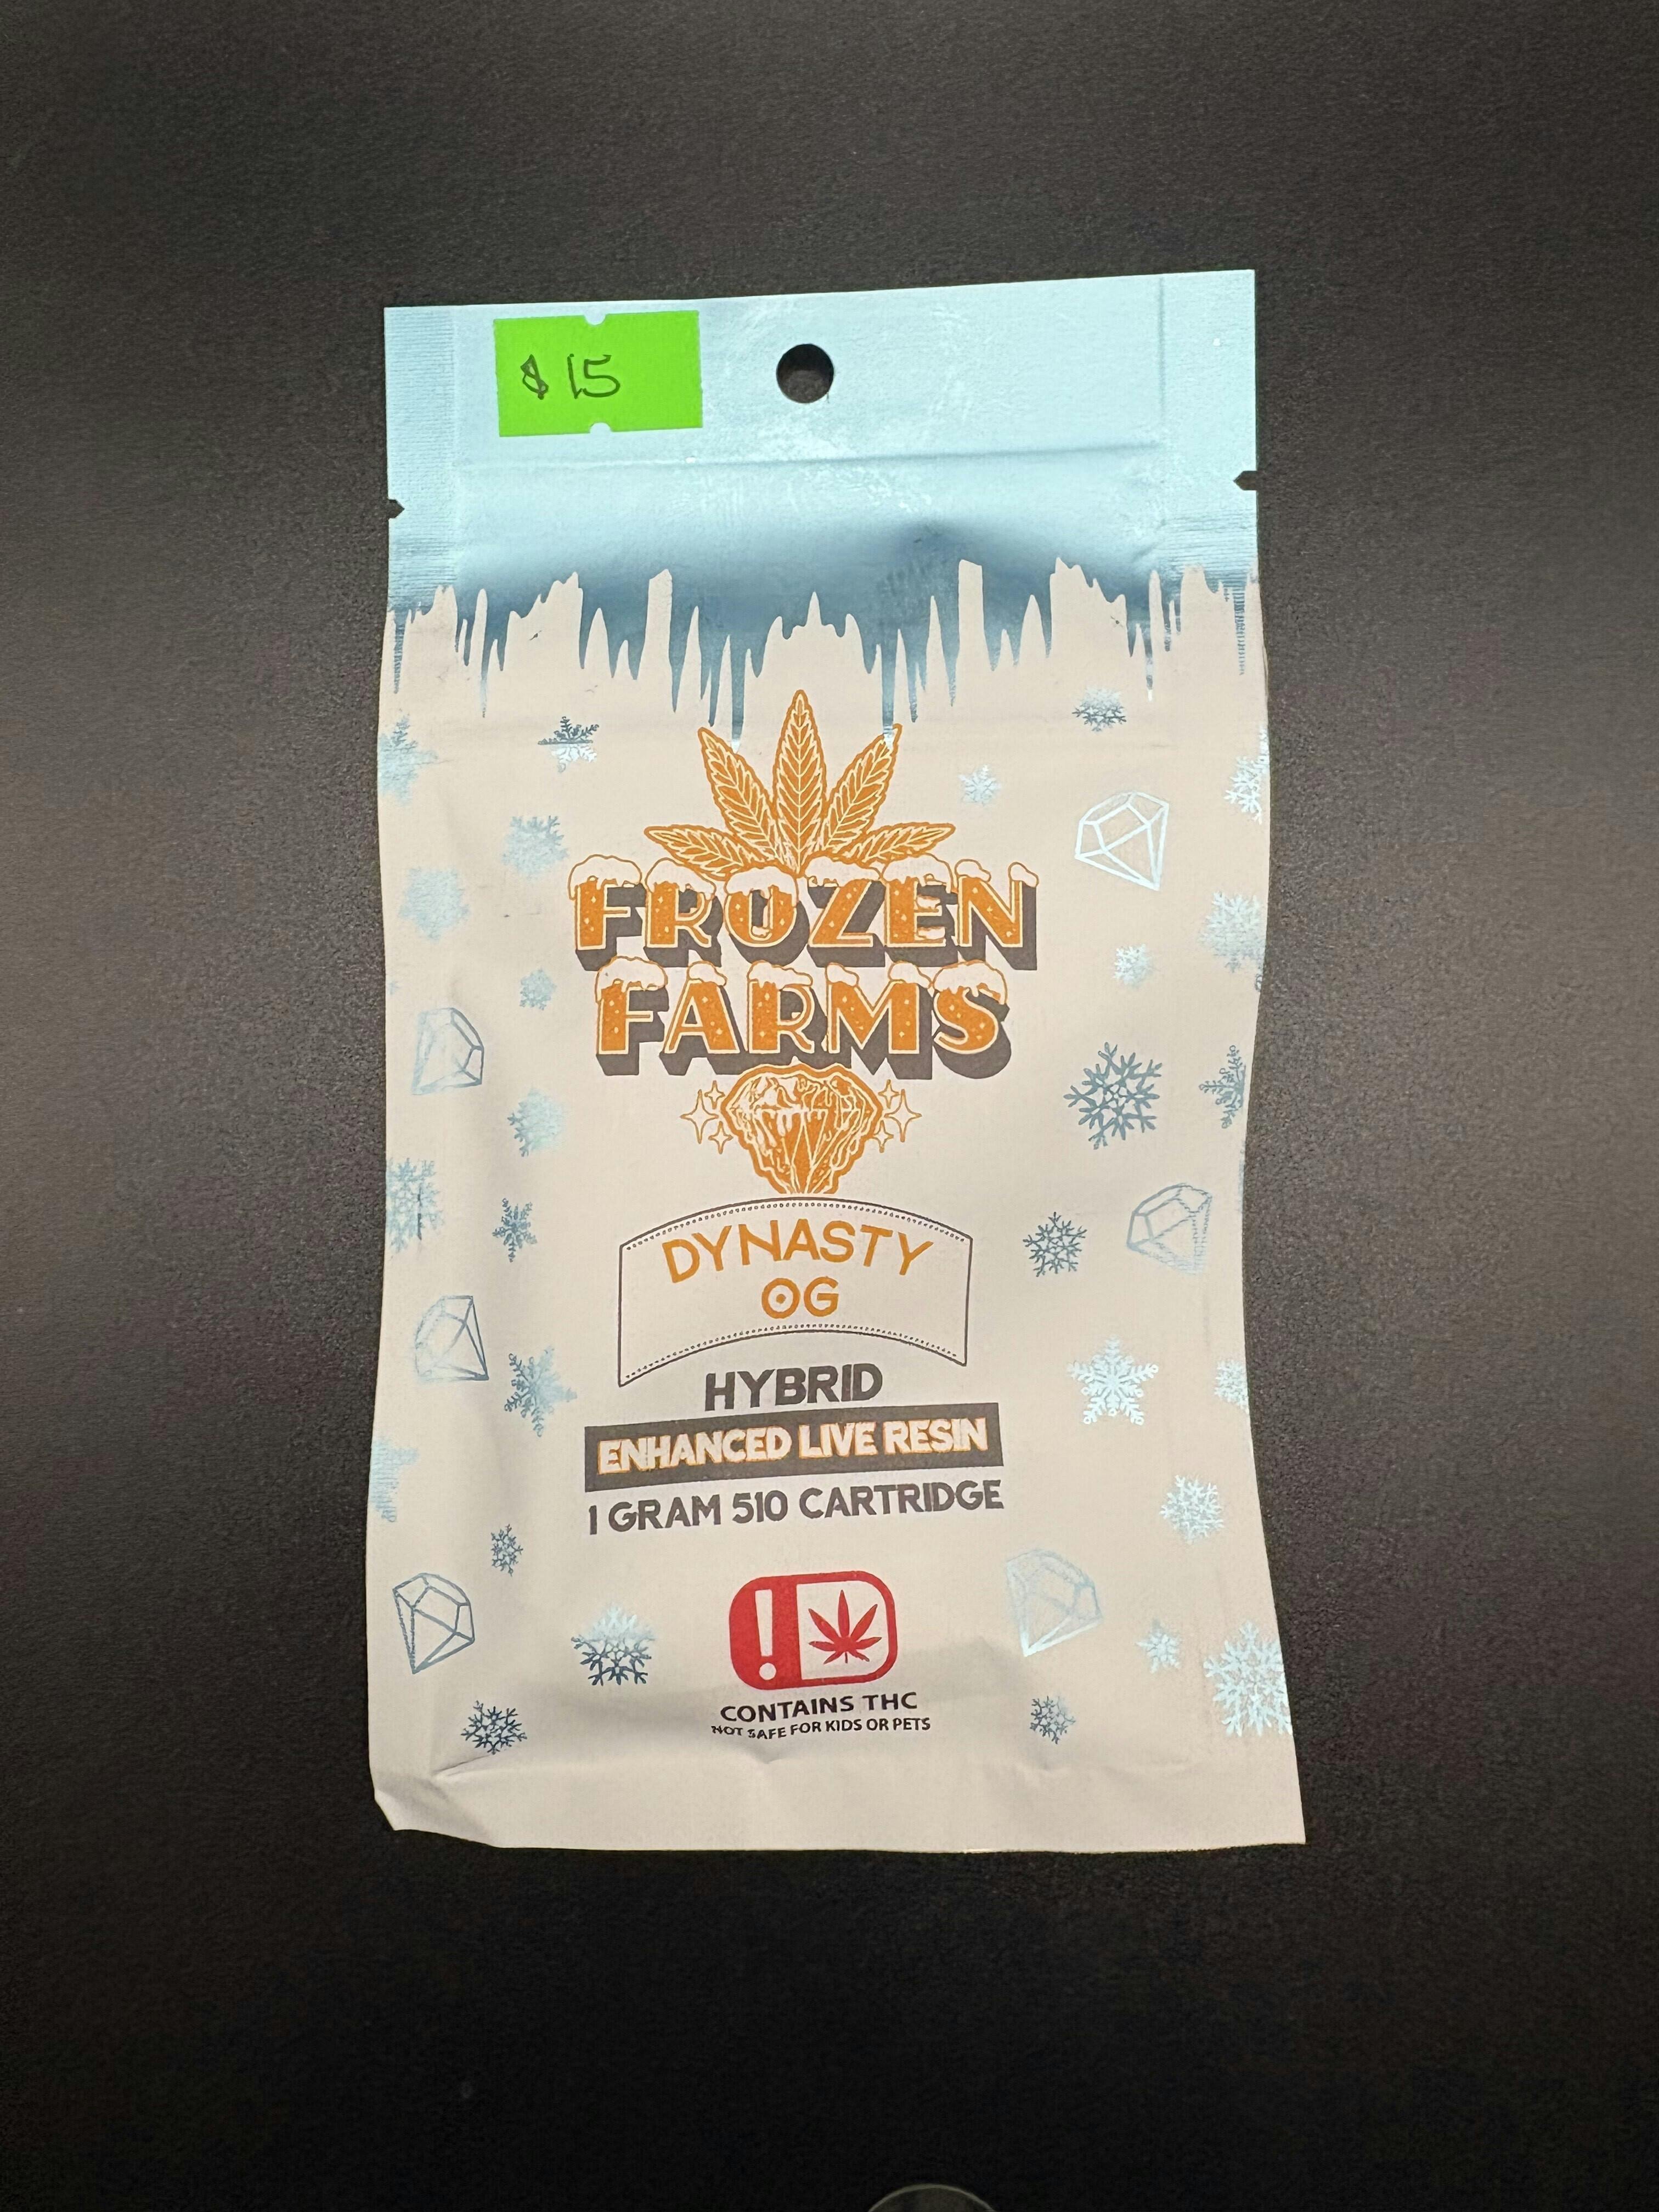 $15
FROZEN
FARMS
DYNASTY
OG
HYBRID
ENHANCED LIVE RESIN
1 GRAM 510 CARTRIDGE
!
CONTAINS THC
NOT SAFE FOR KIDS OR PETS